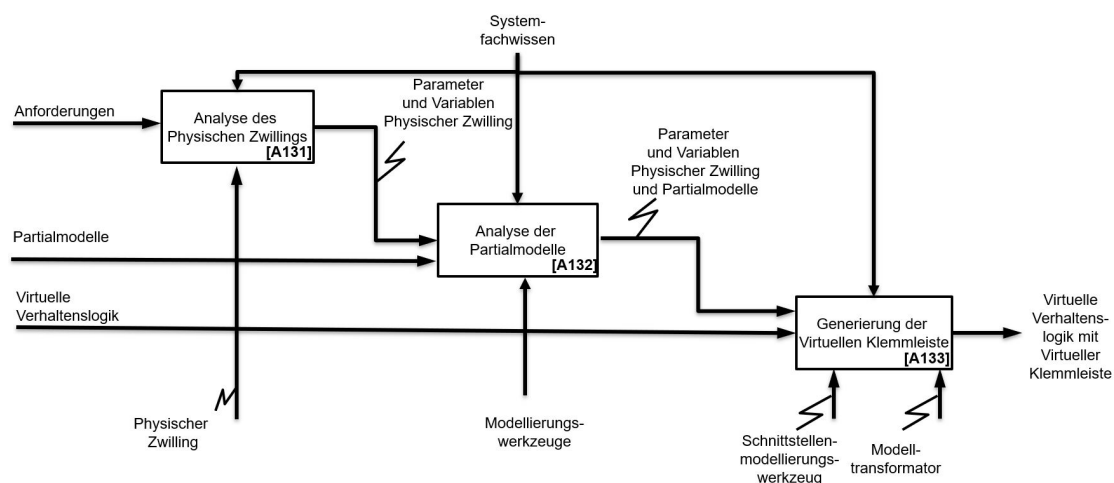 System-
fachwissen
Anforderungen
Analyse des
Physischen Zwillings
[A131]
Parameter
und Variablen
Physischer Zwilling
Parameter
und Variablen
Physischer Zwilling
und Partialmodelle
Partialmodelle
Analyse der
Partialmodelle
[A132]
Virtuelle
Verhaltenslogik
Generierung der
Virtuellen Klemmleiste
[A133]
Virtuelle
Verhaltens-
logik mit
Virtueller
Klemmleiste
Physischer
Zwilling
Modellierungs-
werkzeuge
Schnittstellen-
modellierungs-
werkzeug
Modell-
transformator